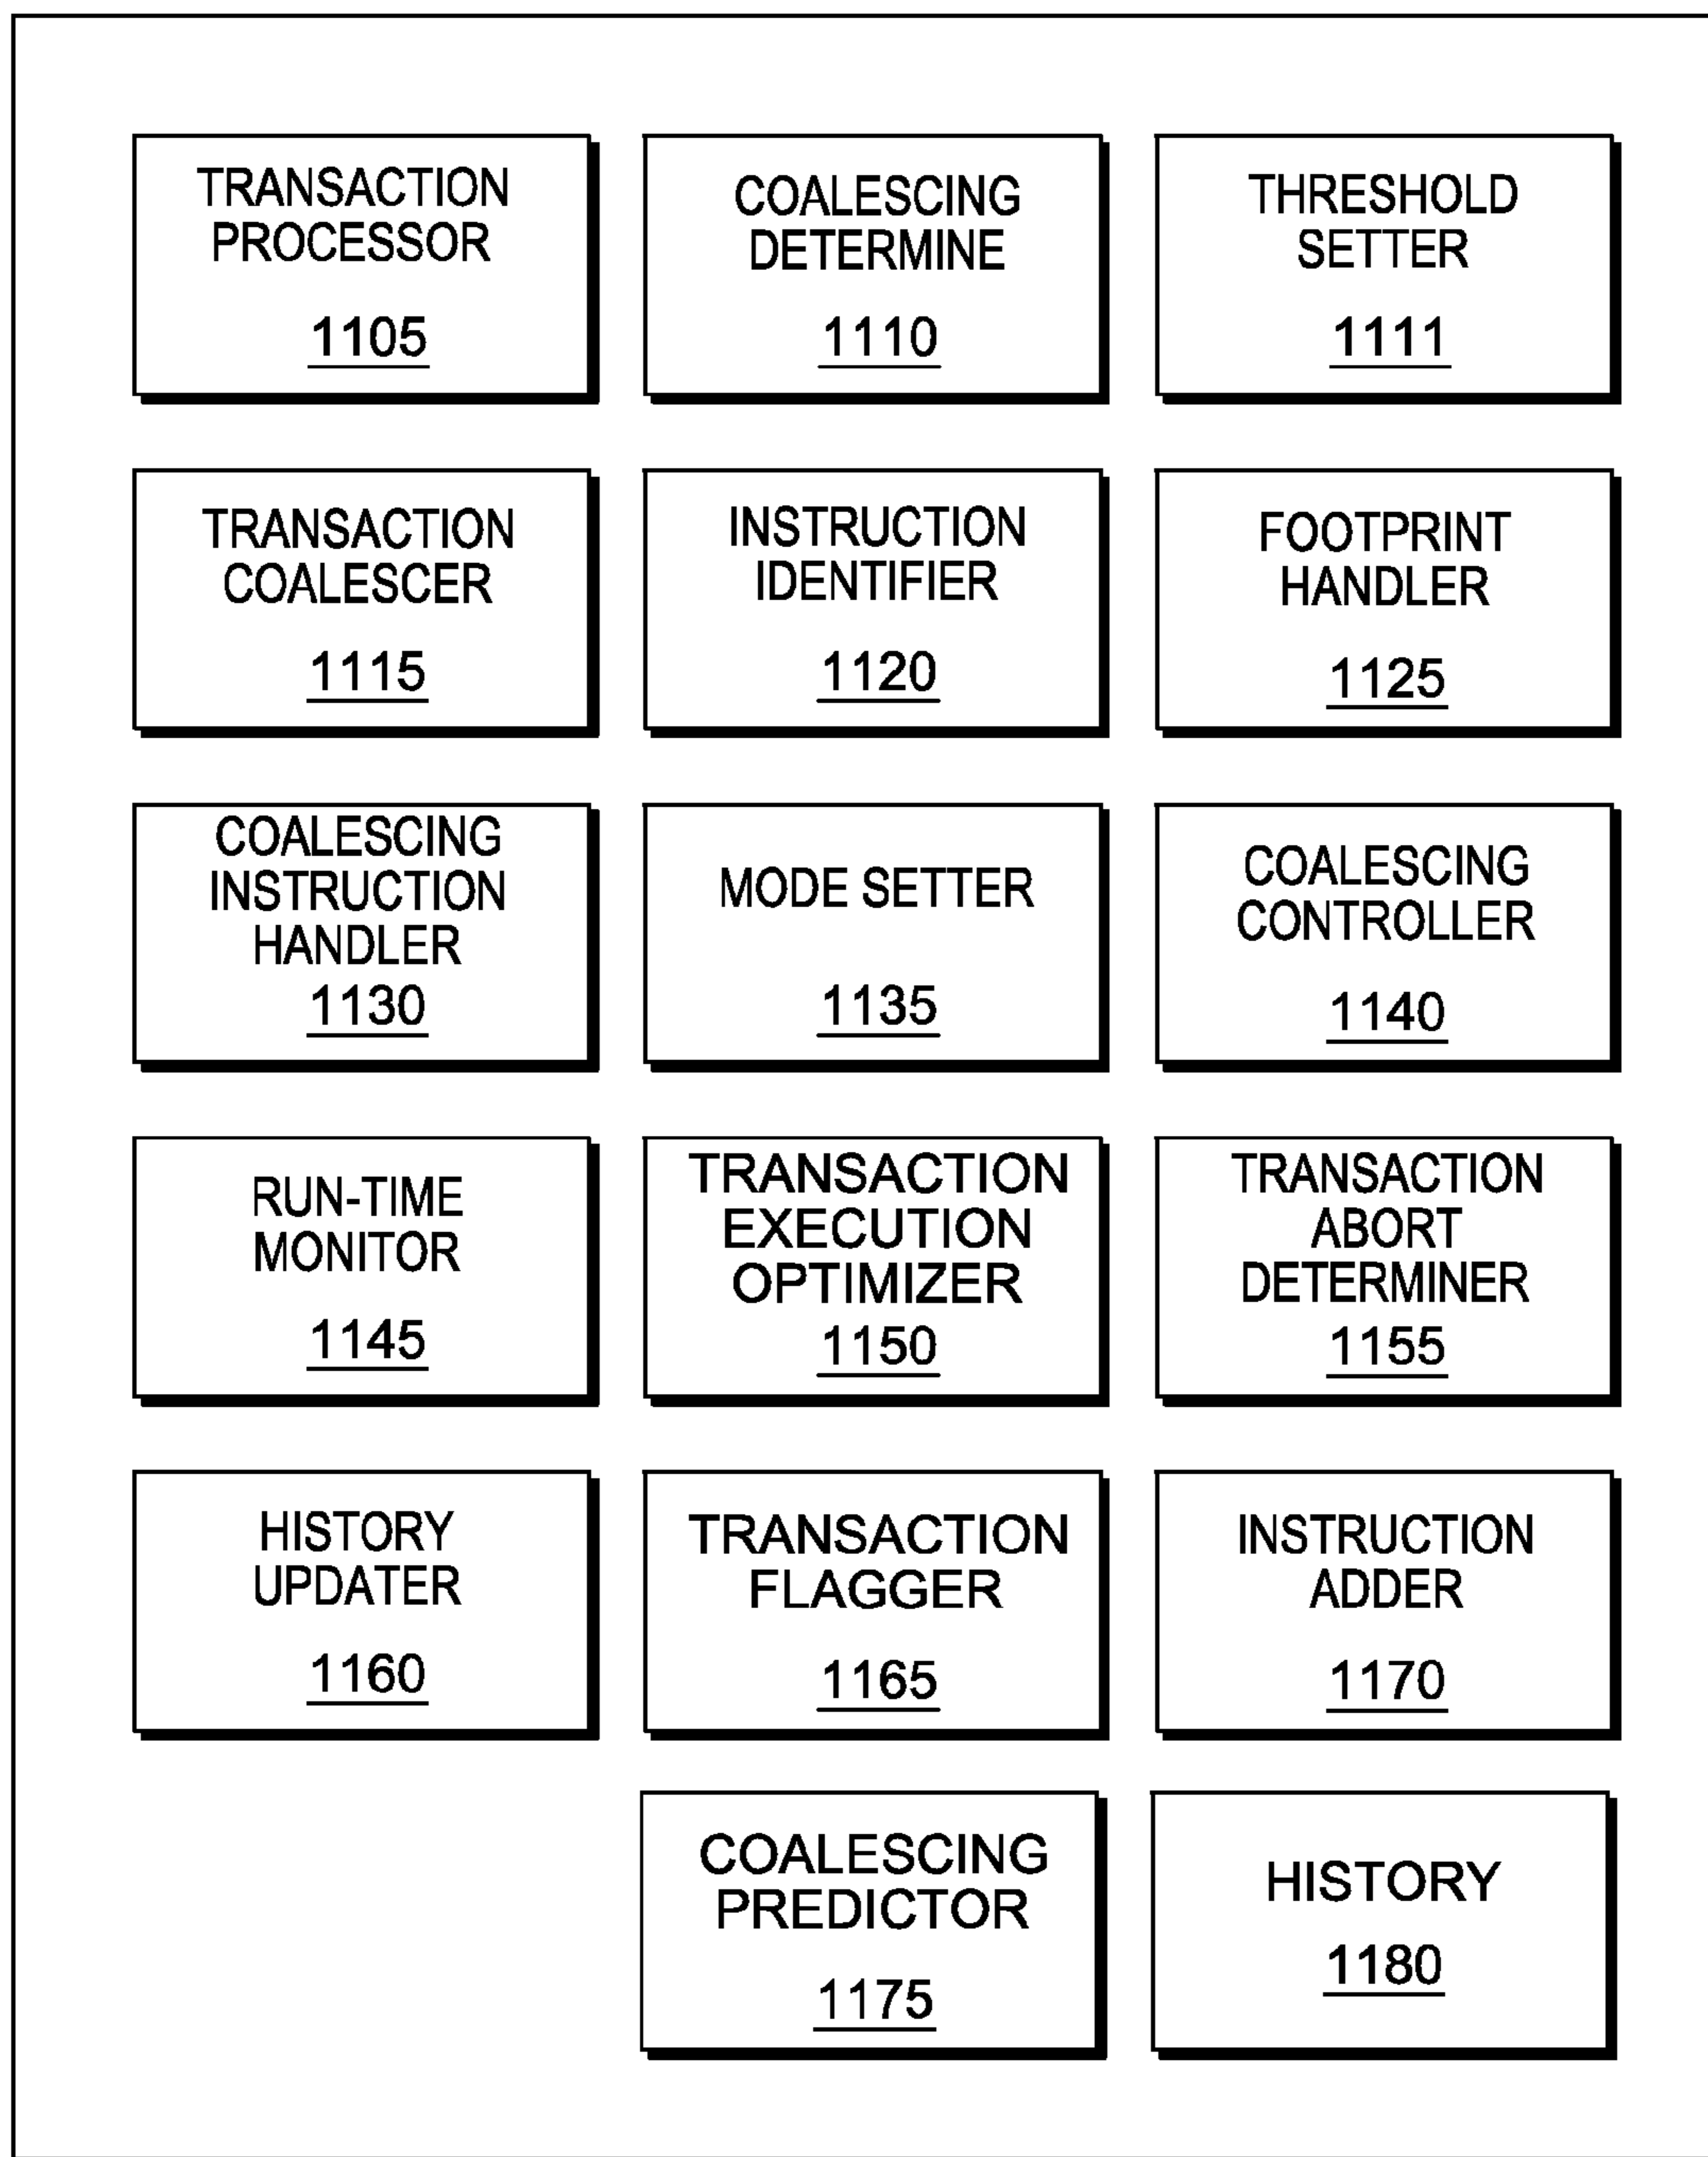 TRANSACTION
PROCESSOR
1105
COALESCING
DETERMINE
1110
THRESHOLD
SETTER
1111
TRANSACTION
COALESCER
1115
INSTRUCTION
IDENTIFIER
1120
FOOTPRINT
HANDLER
1125
COALESCING
INSTRUCTION
HANDLER
1130
MODE SETTER
1135
COALESCING
CONTROLLER
1140
RUN-TIME
MONITOR
1145
TRANSACTION
EXECUTION
OPTIMIZER
1150
TRANSACTION
ABORT
DETERMINER
1155
HISTORY
UPDATER
1160
TRANSACTION
FLAGGER
1165
INSTRUCTION
ADDER
1170
COALESCING
PREDICTOR
1175
HISTORY
1180